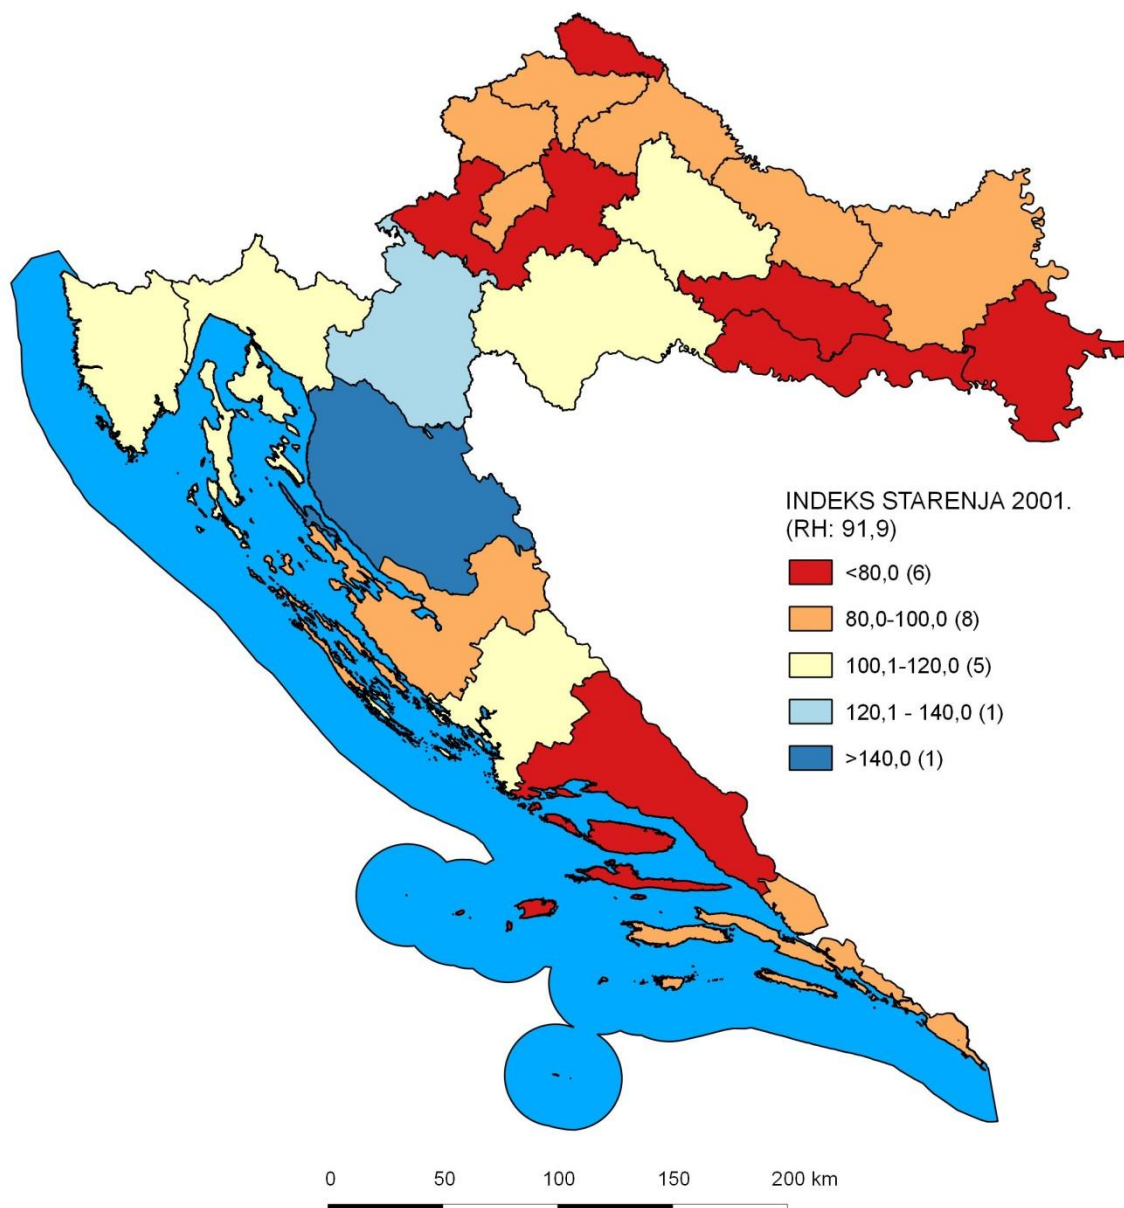 INDEKS STARENJA 2001.
(RH: 91,9)
<80,0 (6)
80,0-100,0 (8)
100,1-120,0 (5)
120,1 - 140,0 (1)
>140,0 (1)
0 50 100 150 200 km